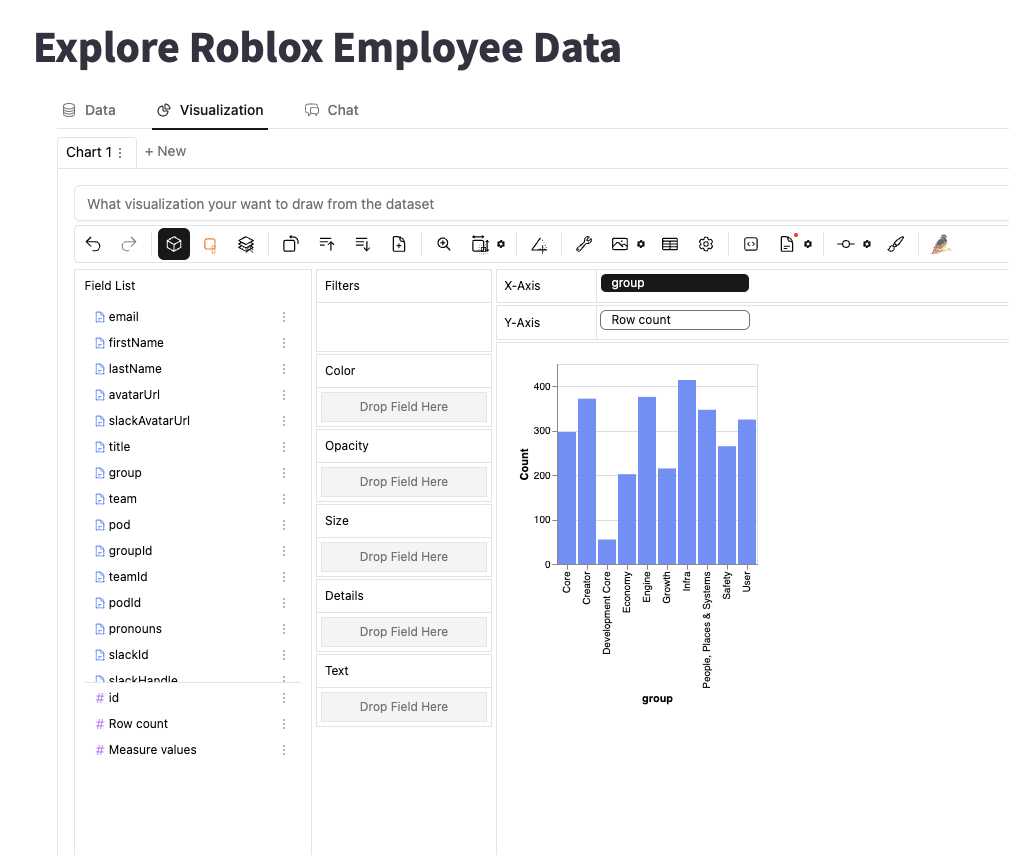 Explore Roblox Employee Data
Data
Visualization
Chat
Chart 1
+ New
What visualization your want to draw from the dataset
Field List
email
firstName
lastName
avatarUrl
slackAvatarUrl
title
group
team
pod
groupId
teamId
podId
pronouns
slackId
slackHandle
# id
# Row count
# Measure values
Filters
Color
Drop Field Here
Opacity
Drop Field Here
Size
Drop Field Here
Details
Drop Field Here
Text
Drop Field Here
X-Axis
group
Y-Axis
Row count
Count
400
300
200
100
0
Core
Creator
Development Core
Economy
Engine
Growth
Infra
People, Places & Systems
Safety
User
group